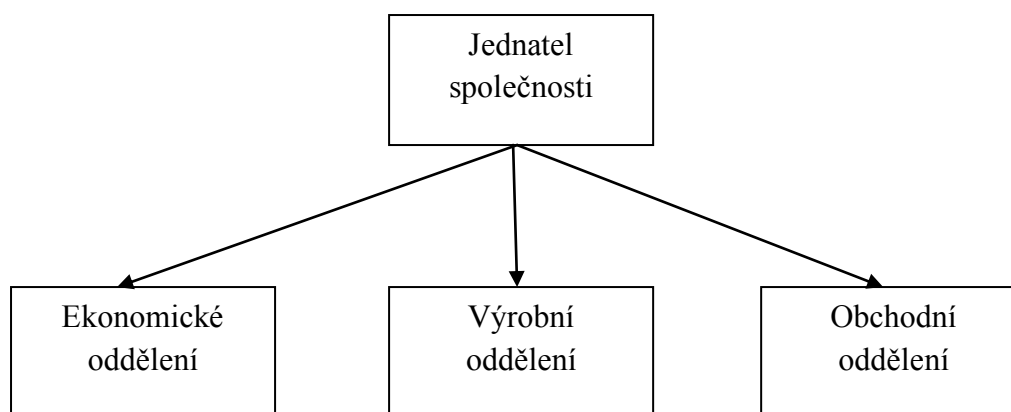 Jednatel
společnosti
Ekonomické
oddělení
Výrobní
oddělení
Obchodní
oddělení